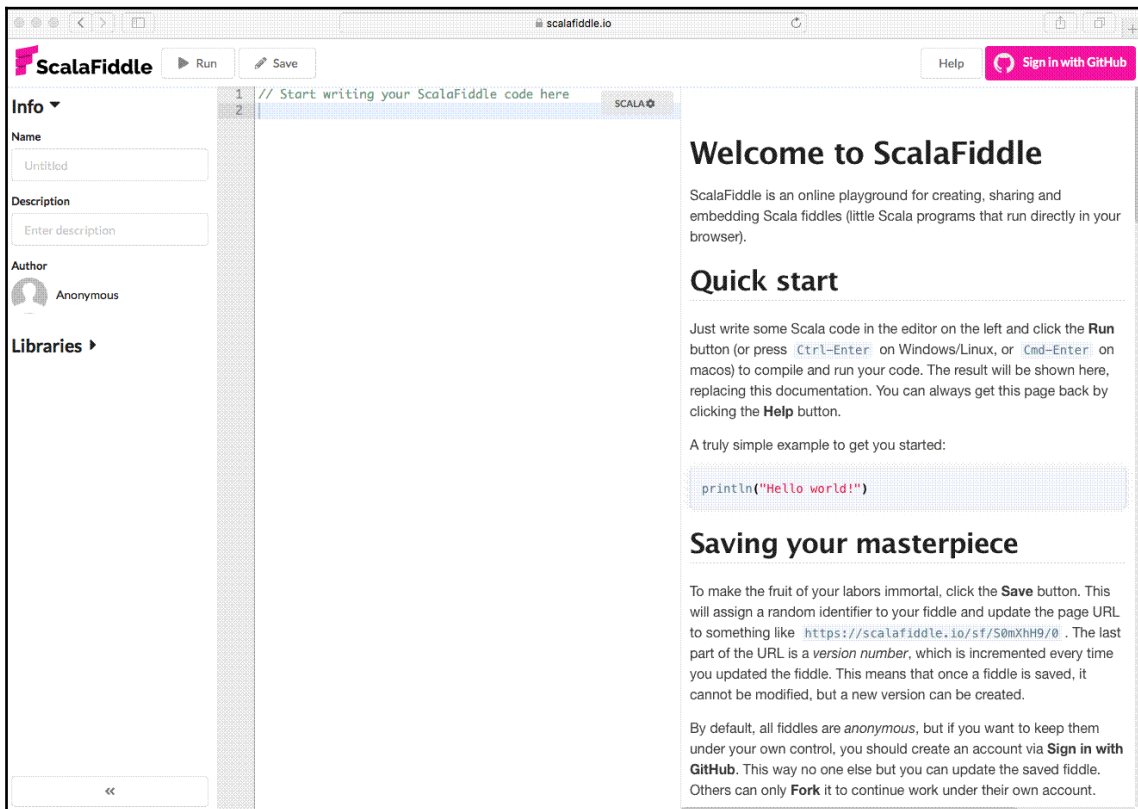 scalafiddle.io
ScalaFiddle
Run
Save
Help
Sign in with GitHub
Info
Name
Untitled
Description
Enter description
Author
Anonymous
Libraries
«
1 // Start writing your ScalaFiddle code here
2
SCALA
Welcome to ScalaFiddle
ScalaFiddle is an online playground for creating, sharing and
embedding Scala fiddles (little Scala programs that run directly in your
browser).
Quick start
Just write some Scala code in the editor on the left and click the Run
button (or press Ctrl-Enter on Windows/Linux, or Cmd-Enter on
macos) to compile and run your code. The result will be shown here,
replacing this documentation. You can always get this page back by
clicking the Help button.
A truly simple example to get you started:
println("Hello world!")
Saving your masterpiece
To make the fruit of your labors immortal, click the Save button. This
will assign a random identifier to your fiddle and update the page URL
to something like https://scalafiddle.io/sf/S0mXhH9/0 . The last
part of the URL is a version number, which is incremented every time
you updated the fiddle. This means that once a fiddle is saved, it
cannot be modified, but a new version can be created.
By default, all fiddles are anonymous, but if you want to keep them
under your own control, you should create an account via Sign in with
GitHub. This way no one else but you can update the saved fiddle.
Others can only Fork it to continue work under their own account.